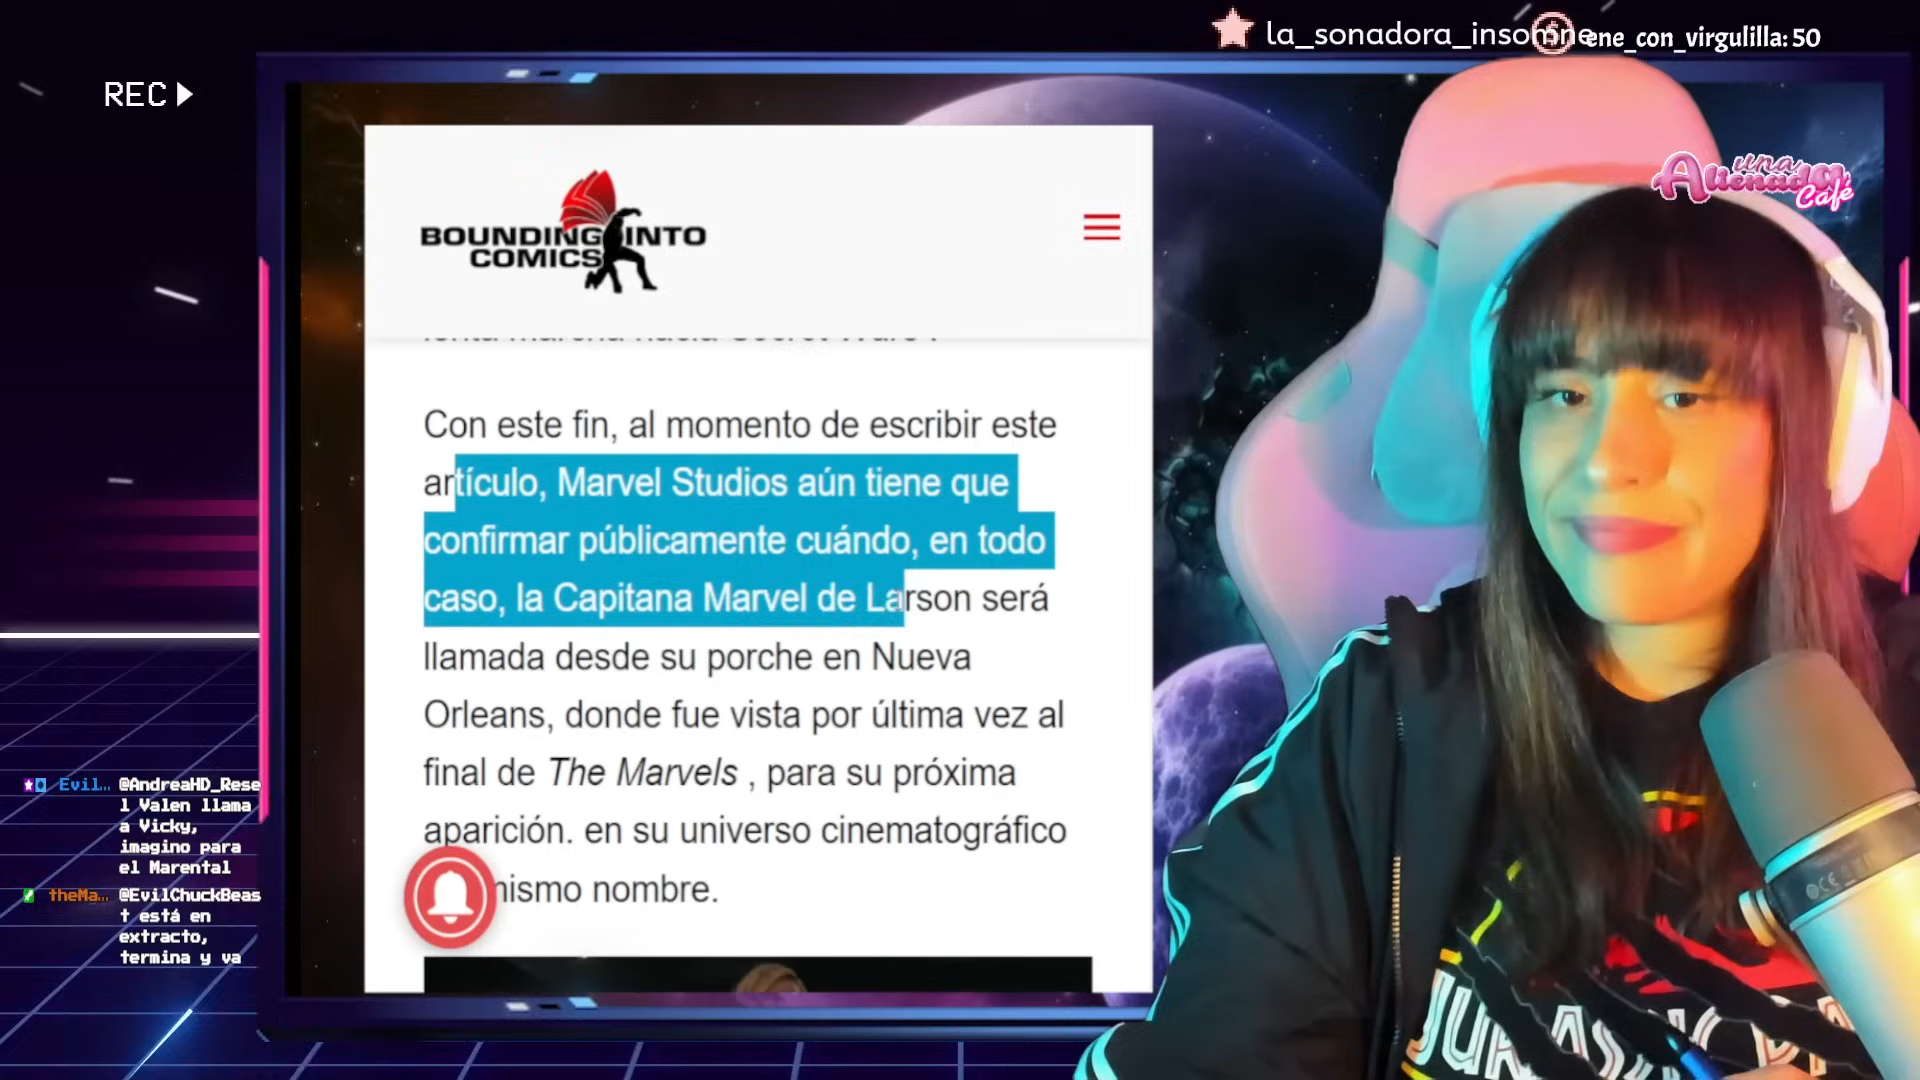 la_sonadora_insomne
ene_con_virgulilla: 50
REC
una
Alienada
Café
BOUNDING INTO
COMICS
Con este fin, al momento de escribir este
artículo, Marvel Studios aún tiene que
confirmar públicamente cuándo, en todo
caso, la Capitana Marvel de Larson será
llamada desde su porche en Nueva
Orleans, donde fue vista por última vez al
final de The Marvels , para su próxima
aparición. en su universo cinematográfico
mismo nombre.
Evil... @AndreaHD_Rese
l Valen llama
a Vicky,
imagino para
el Marental
theMa... @EvilChuckBeas
t está en
extracto,
termina y va
JURASSIC